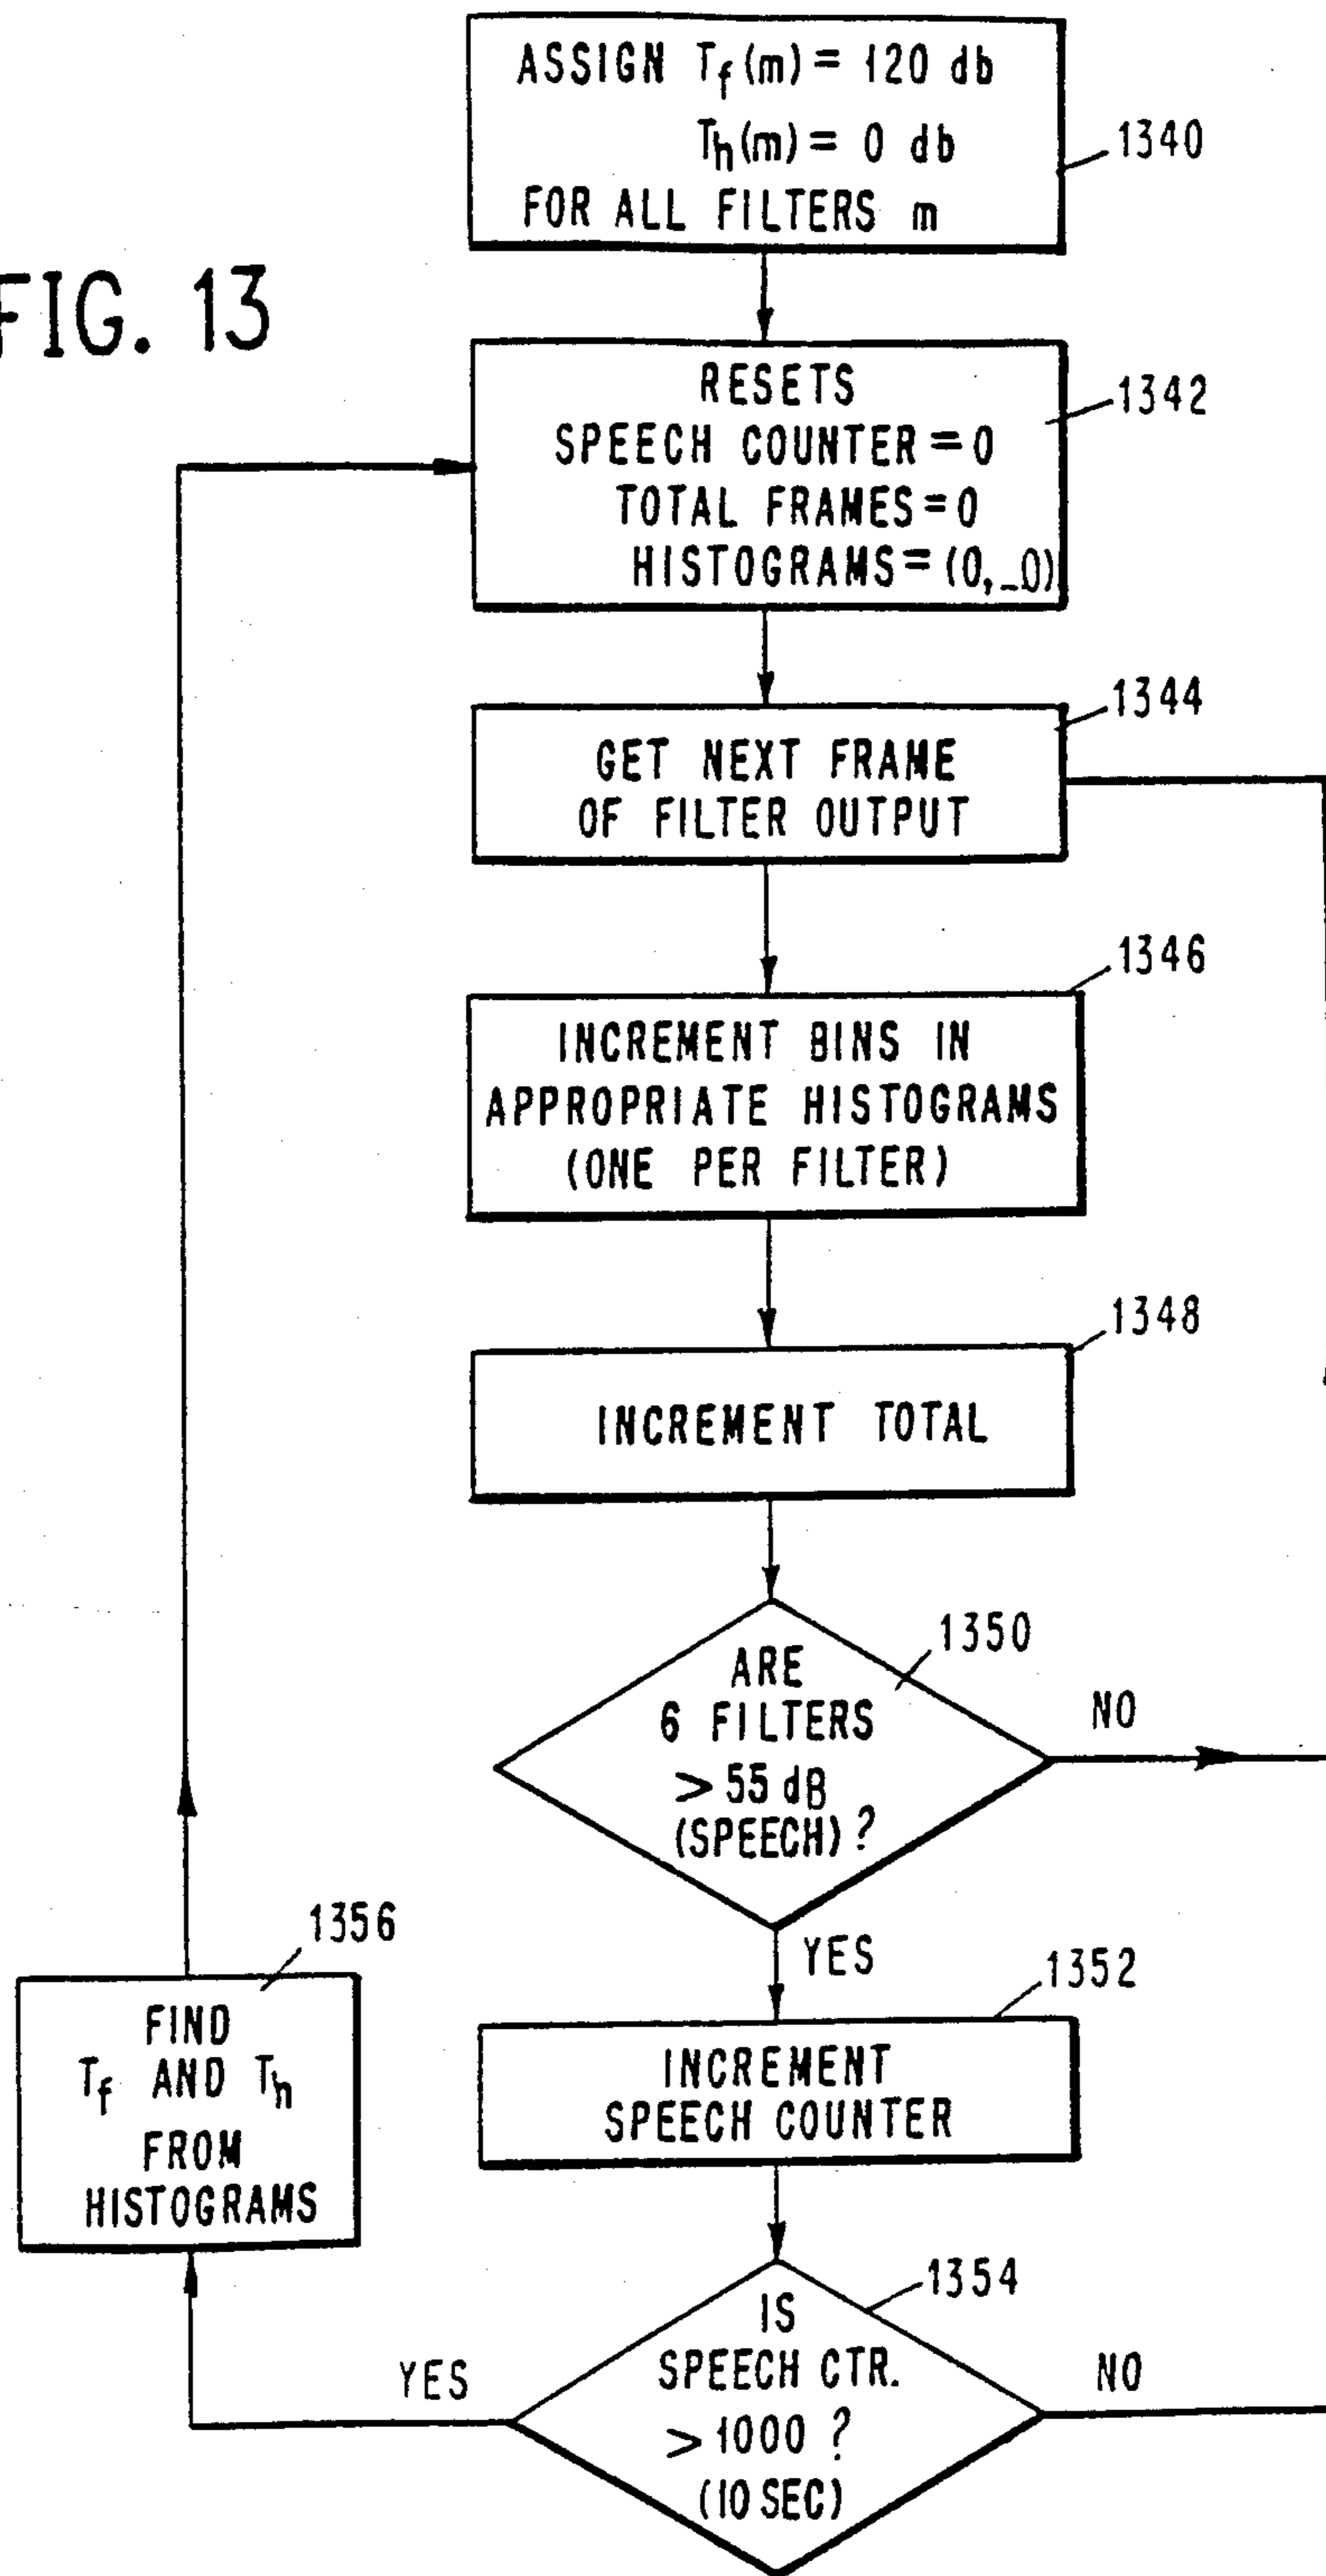 FIG. 13
ASSIGN Tf(m) = 120 db
Th(m) = 0 db
FOR ALL FILTERS m
1340
RESETS
SPEECH COUNTER = 0
TOTAL FRAMES = 0
HISTOGRAMS = (0,_0)
1342
GET NEXT FRAME
OF FILTER OUTPUT
1344
INCREMENT BINS IN
APPROPRIATE HISTOGRAMS
(ONE PER FILTER)
1346
INCREMENT TOTAL
1348
ARE
6 FILTERS
> 55 dB
(SPEECH) ?
1350
NO
YES
INCREMENT
SPEECH COUNTER
1352
IS
SPEECH CTR.
> 1000 ?
(10 SEC)
1354
NO
YES
FIND
Tf AND Th
FROM
HISTOGRAMS
1356